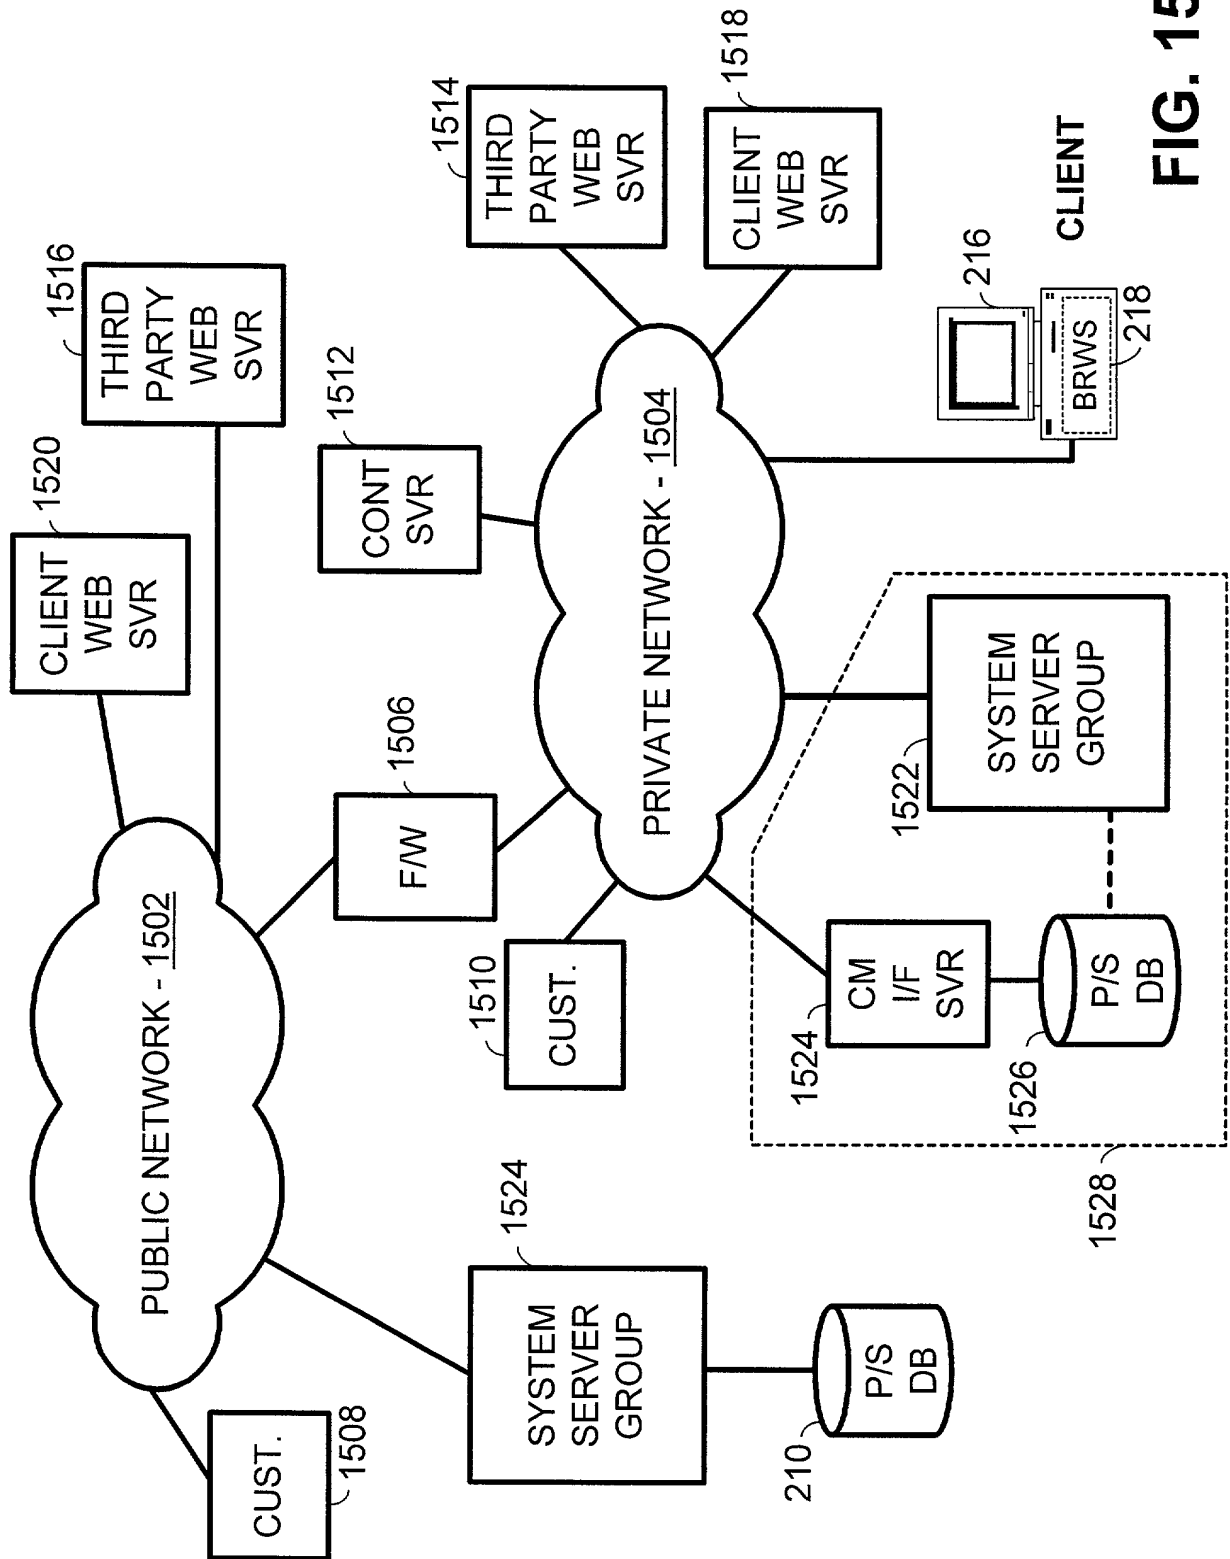 PUBLIC NETWORK - 1502
CUST.
1508
SYSTEM
SERVER
GROUP
1524
P/S
DB
210
F/W
1506
CLIENT
WEB
SVR
1520
THIRD
PARTY
WEB
SVR
1516
PRIVATE NETWORK - 1504
CUST.
1510
CONT
SVR
1512
THIRD
PARTY
WEB
SVR
1514
CLIENT
WEB
SVR
1518
CM
I/F
SVR
1524
P/S
DB
1526
SYSTEM
SERVER
GROUP
1522
1528
216
BRWS
218
CLIENT
FIG. 15